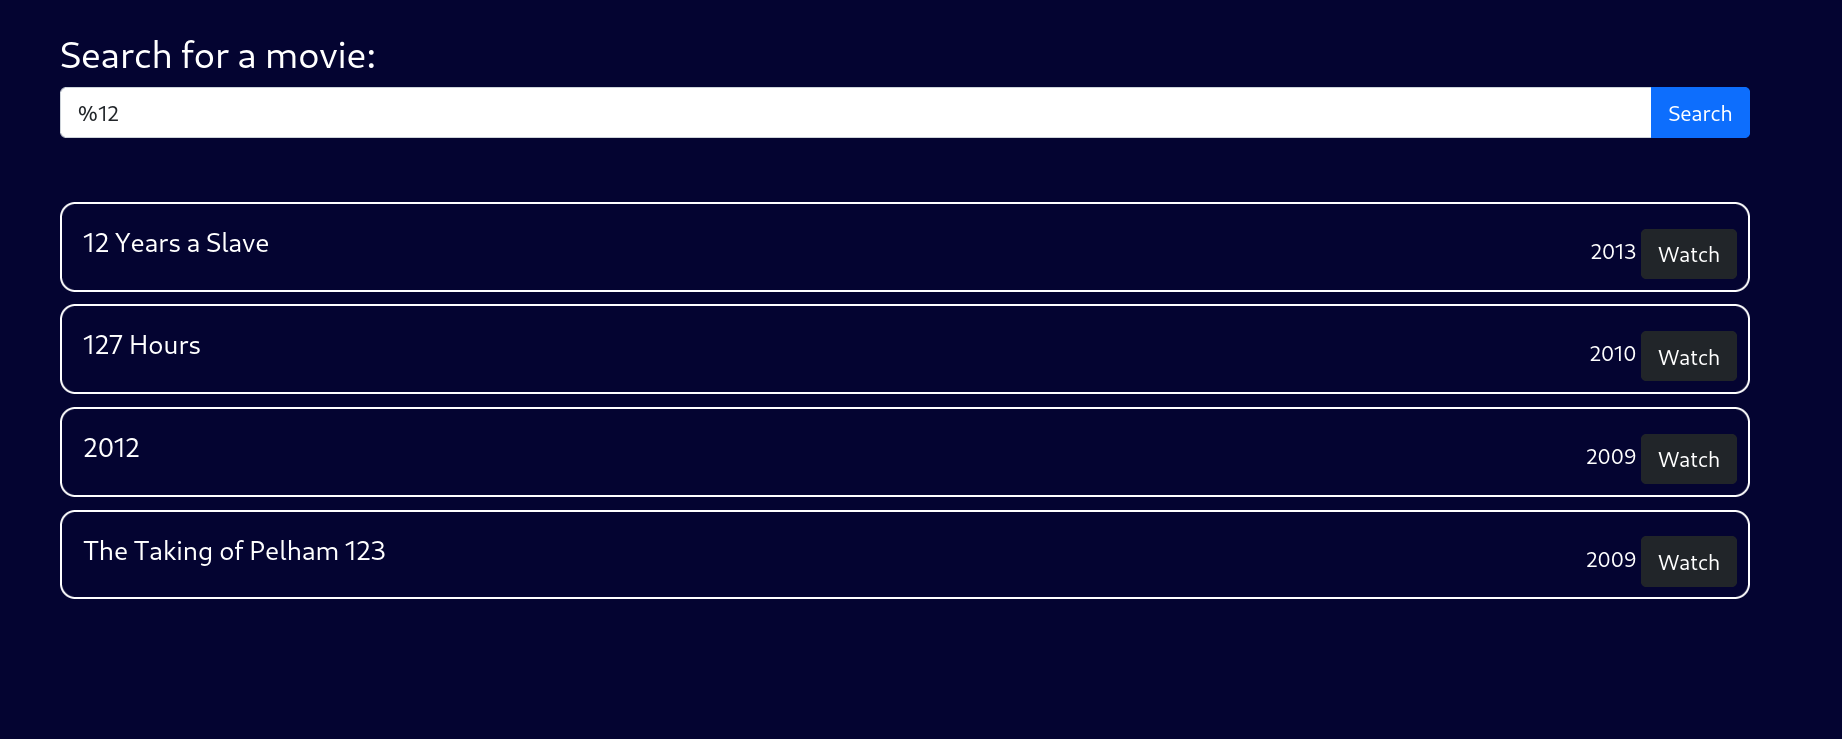 Search for a movie:
%12
Search
12 Years a Slave
2013 Watch
127 Hours
2010 Watch
2012
2009 Watch
The Taking of Pelham 123
2009 Watch